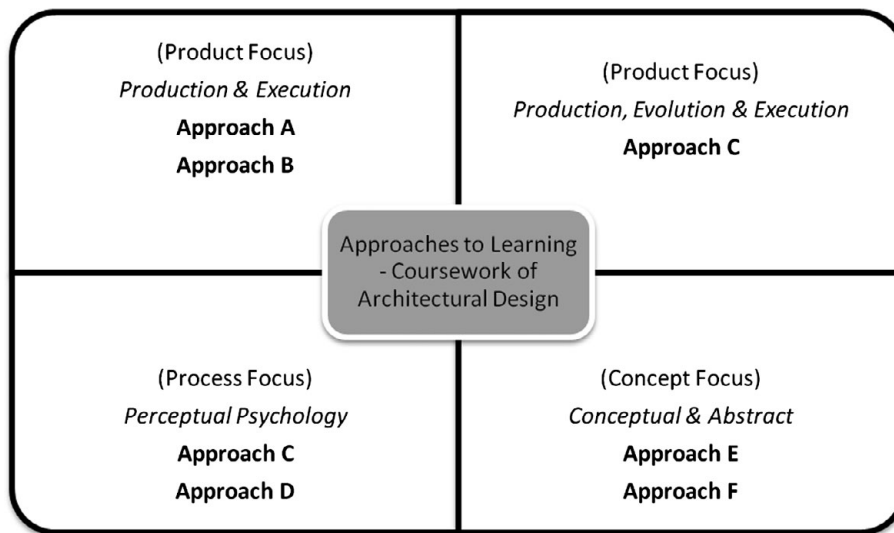 (Product Focus)
Production & Execution
Approach A
Approach B
(Product Focus)
Production, Evolution & Execution
Approach C
Approaches to Learning
- Coursework of
Architectural Design
(Process Focus)
Perceptual Psychology
Approach C
Approach D
(Concept Focus)
Conceptual & Abstract
Approach E
Approach F